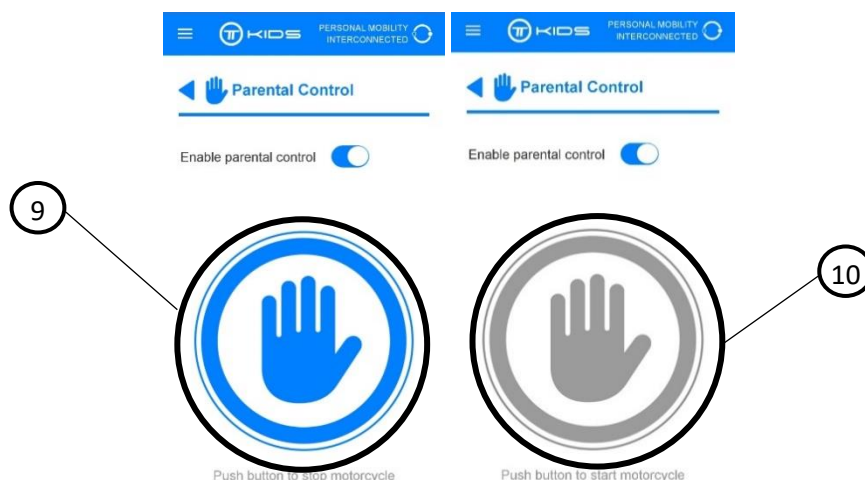 KIDS
PERSONAL MOBILITY
INTERCONNECTED
Parental Control
Enable parental control
9
Push button to stop motorcycle
KIDS
PERSONAL MOBILITY
INTERCONNECTED
Parental Control
Enable parental control
10
Push button to start motorcycle